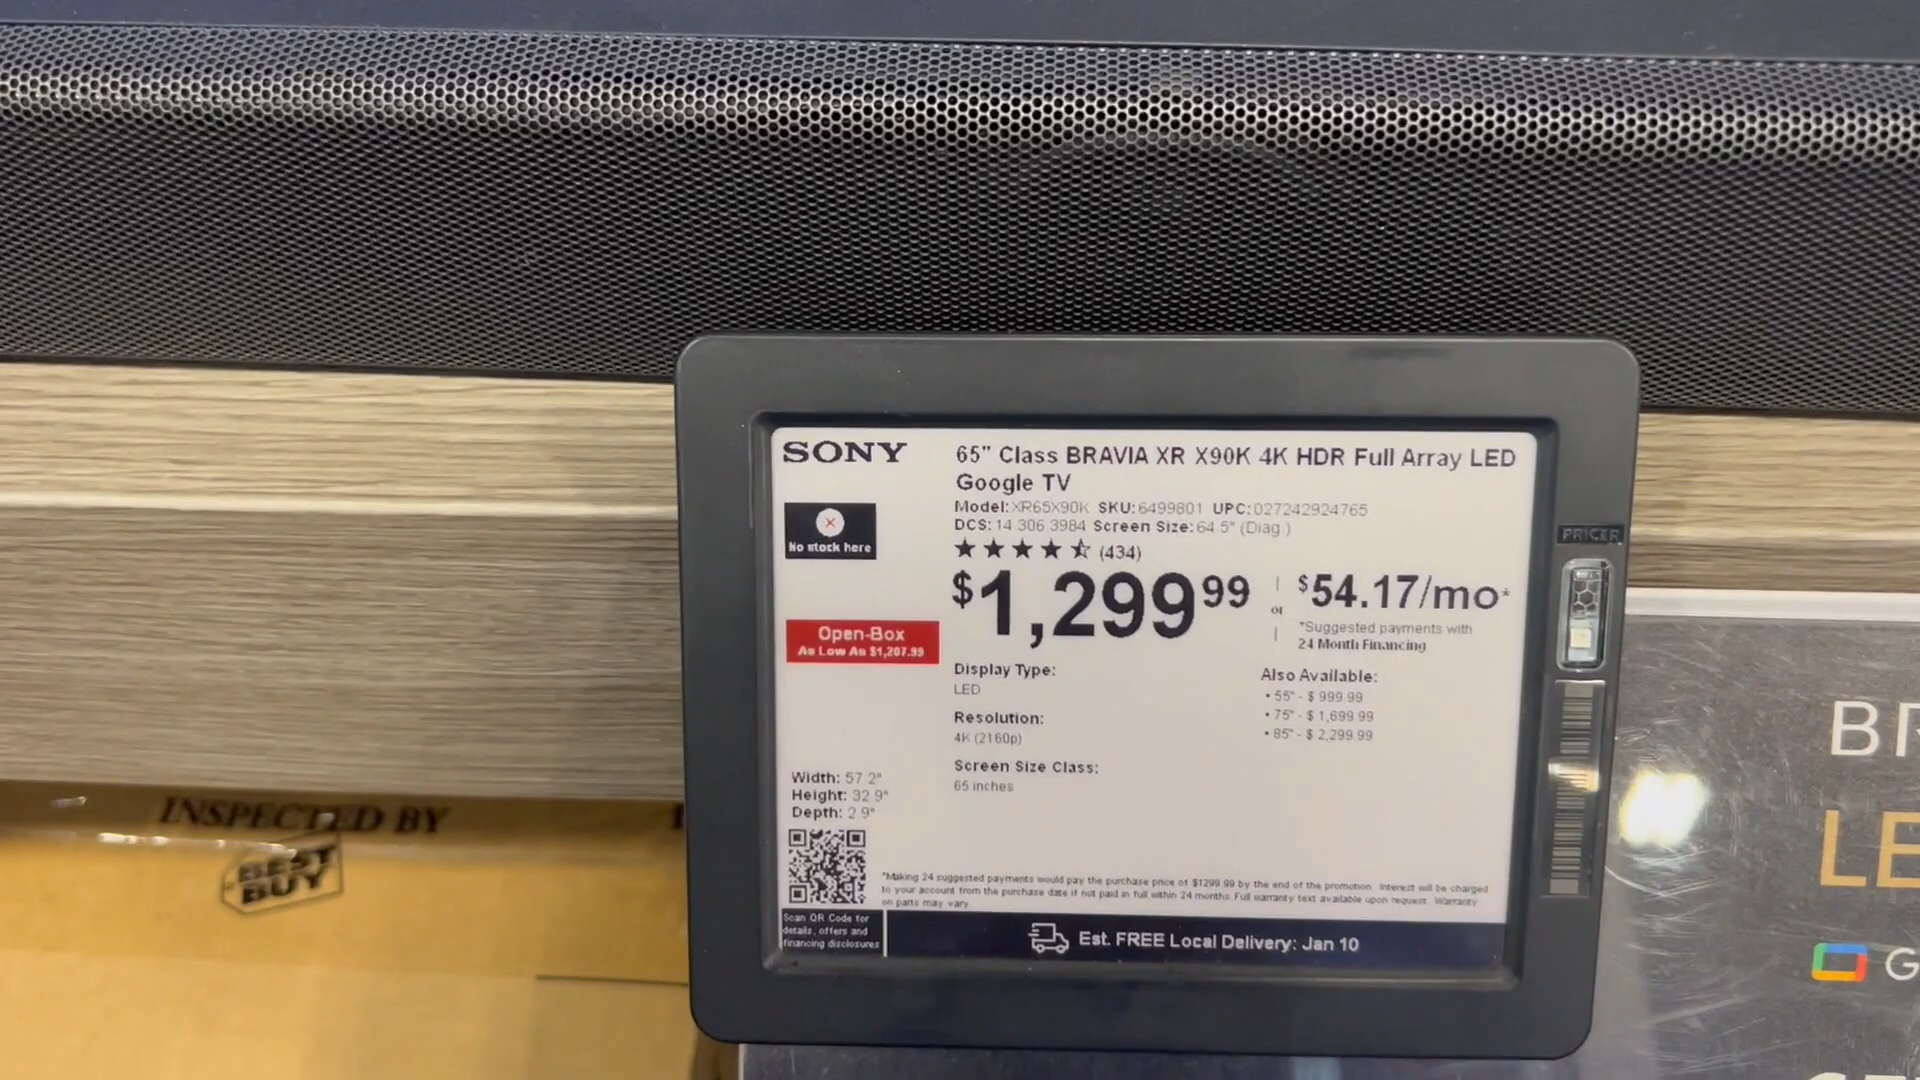 SONY
65" Class BRAVIA XR X90K 4K HDR Full Array LED
Google TV
Model:XR65X90K SKU:6499801 UPC:027242924765
DCS: 14.306.3984 Screen Size: 64.5" (Diag.)
(434)
No stock here
$1,299 99
or
$54.17/mo*
*Suggested payments with
24 Month Financing
Open-Box
As Low As $1,207.99
Display Type:
LED
Resolution:
4K (2160p)
Screen Size Class:
65 inches
Also Available:
• 55" - $ 999.99
• 75" - $ 1,699.99
• 85" - $ 2,299.99
Width: 57.2"
Height: 32.9"
Depth: 2.9"
*Making 24 suggested payments would pay the purchase price of $1299.99 by the end of the promotion. Interest will be charged
to your account from the purchase date if not paid in full within 24 months. Full warranty text available upon request. Warranty
on parts may vary
Scan QR Code for
details, offers and
financing disclosures
Est. FREE Local Delivery: Jan 10
PRICER
INSPECTED BY
BEST
BUY
BR
LE
G